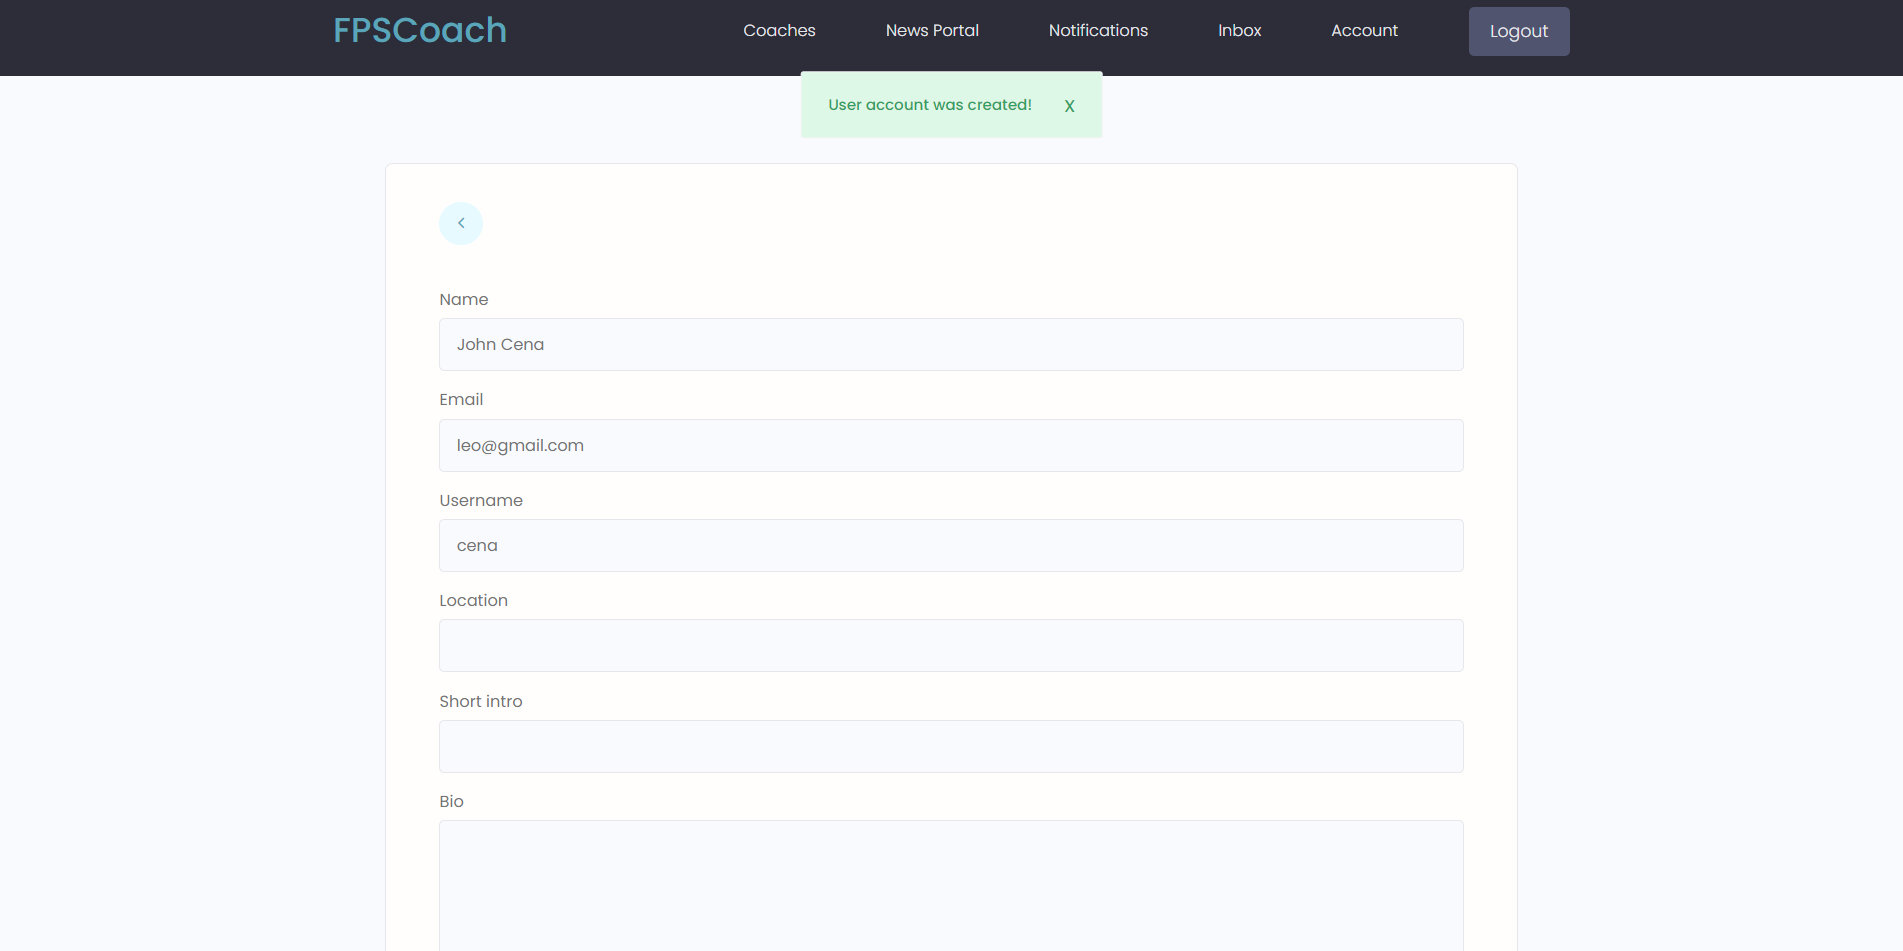 FPSCoach
Coaches
News Portal
Notifications
Inbox
Account
Logout
User account was created!
X
Name
John Cena
Email
leo@gmail.com
Username
cena
Location
Short intro
Bio